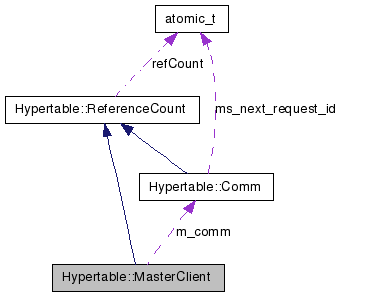 atomic_t
refCount
Hypertable::ReferenceCount
ms_next_request_id
Hypertable::Comm
m_comm
Hypertable::MasterClient